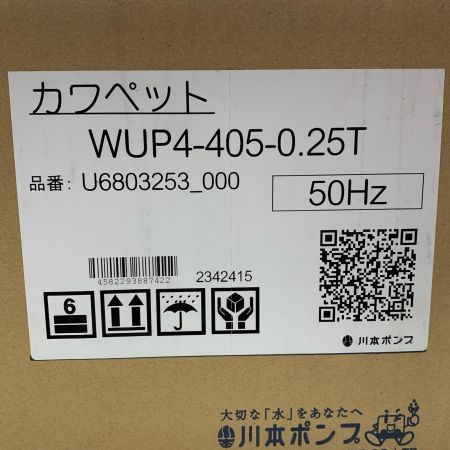 カワペット
WUP4-405-0.25T
品番: U6803253_000
50Hz
4582293887422
2342415
6
川本ポンプ
大切な「水」をあなたへ
川本ポンプ